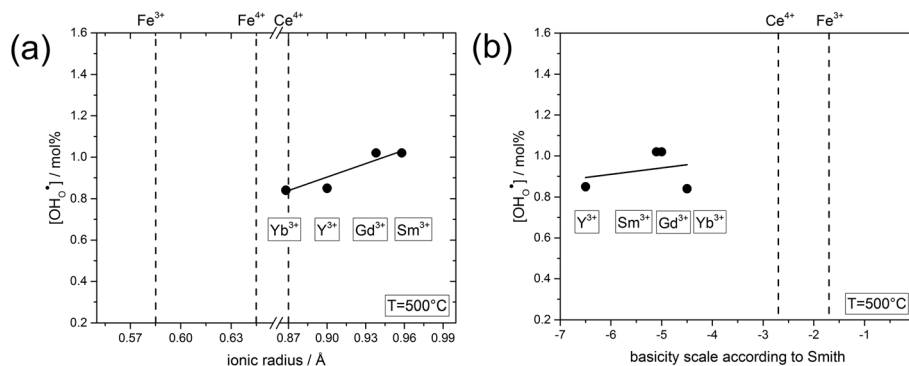 Fe³⁺ Fe⁴⁺ Ce⁴⁺
(a)
1.6
1.4
1.2
1.0
0.8
0.6
0.4
0.2
[OH_O^•] / mol%
Yb³⁺ Y³⁺ Gd³⁺ Sm³⁺
T=500°C
0.57 0.60 0.63 0.87 0.90 0.93 0.96 0.99
ionic radius / Å
Ce⁴⁺ Fe³⁺
(b)
1.6
1.4
1.2
1.0
0.8
0.6
0.4
0.2
[OH_O^•] / mol%
Y³⁺ Sm³⁺ Gd³⁺ Yb³⁺
T=500°C
-7 -6 -5 -4 -3 -2 -1
basicity scale according to Smith